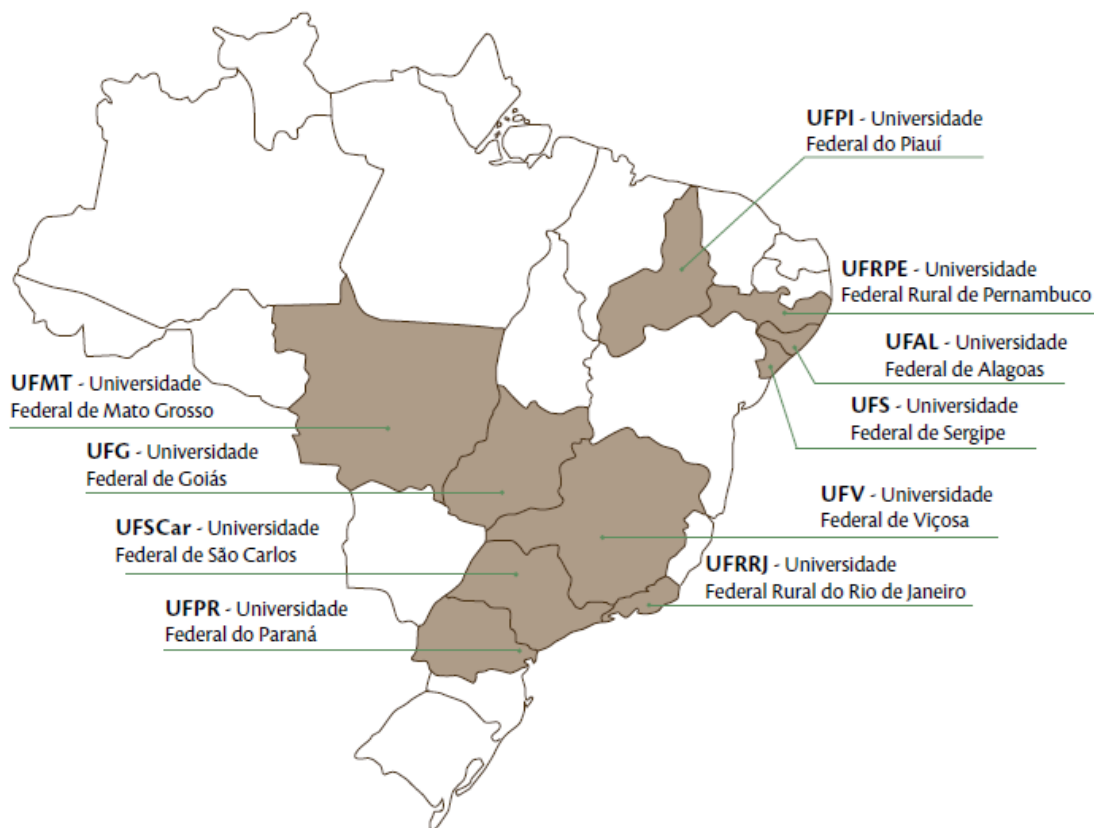 UFPI - Universidade
Federal do Piauí
UFRPE - Universidade
Federal Rural de Pernambuco
UFAL - Universidade
Federal de Alagoas
UFS - Universidade
Federal de Sergipe
UFV - Universidade
Federal de Viçosa
UFRRJ - Universidade
Federal Rural do Rio de Janeiro
UFMT - Universidade
Federal de Mato Grosso
UFG - Universidade
Federal de Goiás
UFSCar - Universidade
Federal de São Carlos
UFPR - Universidade
Federal do Paraná